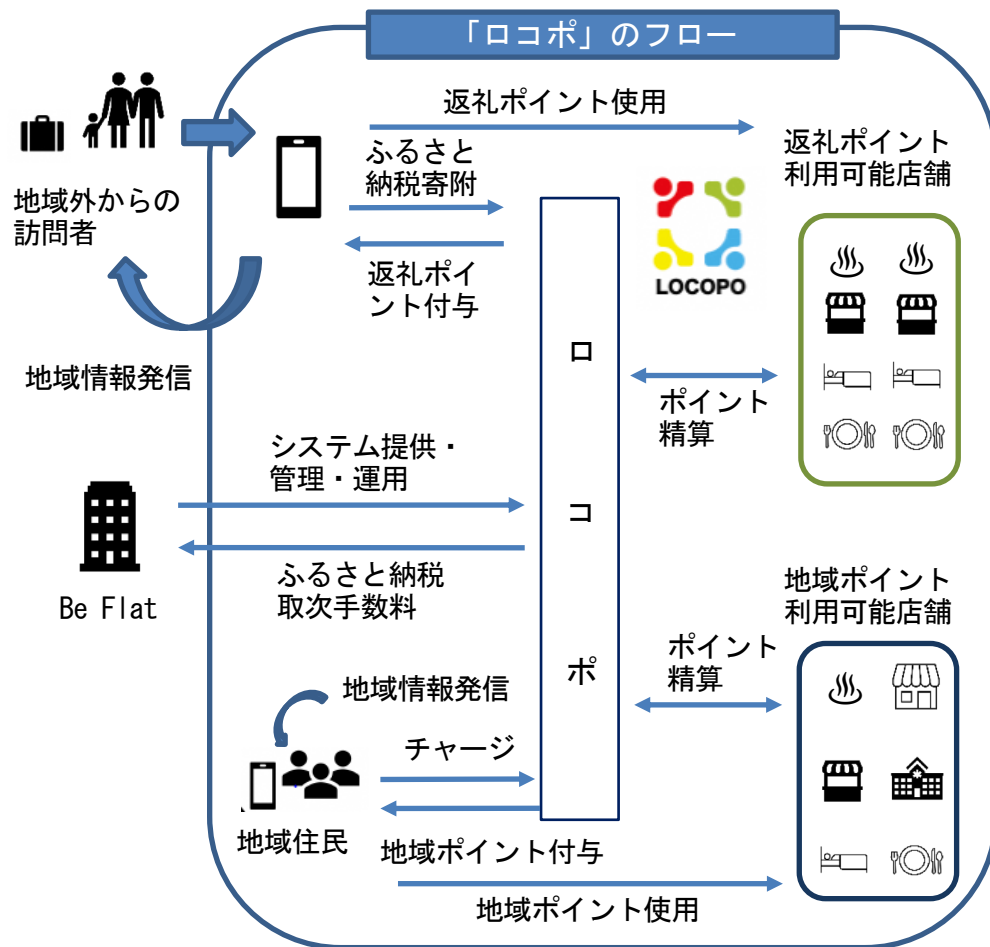 「ロコポ」のフロー
返礼ポイント使用
ふるさと
納税寄附
返礼ポイント
利用可能店舗
地域外からの
訪問者
返礼ポイ
ント付与
LOCOPO
地域情報発信
ロ
コ
ポ
ポイント
精算
システム提供・
管理・運用
ふるさと納税
取次手数料
Be Flat
地域ポイント
利用可能店舗
ポイント
精算
地域情報発信
チャージ
地域住民
地域ポイント付与
地域ポイント使用